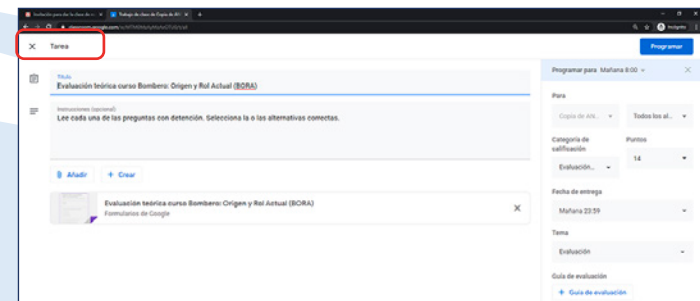 Tarea
Programar
Título
Evaluación teórica curso Bombero: Origen y Rol Actual (BORA)
Instrucciones (opcional)
Lee cada una de las preguntas con detención. Selecciona la o las alternativas correctas.
Añadir
+ Crear
Evaluación teórica curso Bombero: Origen y Rol Actual (BORA)
Formularios de Google
Programar para Mañana 8:00
Para
Todos los al...
Categoría de calificación
Puntos
Evaluación...
14
Fecha de entrega
Mañana 23:59
Tema
Evaluación
Guía de evaluación
+ Guía de evaluación